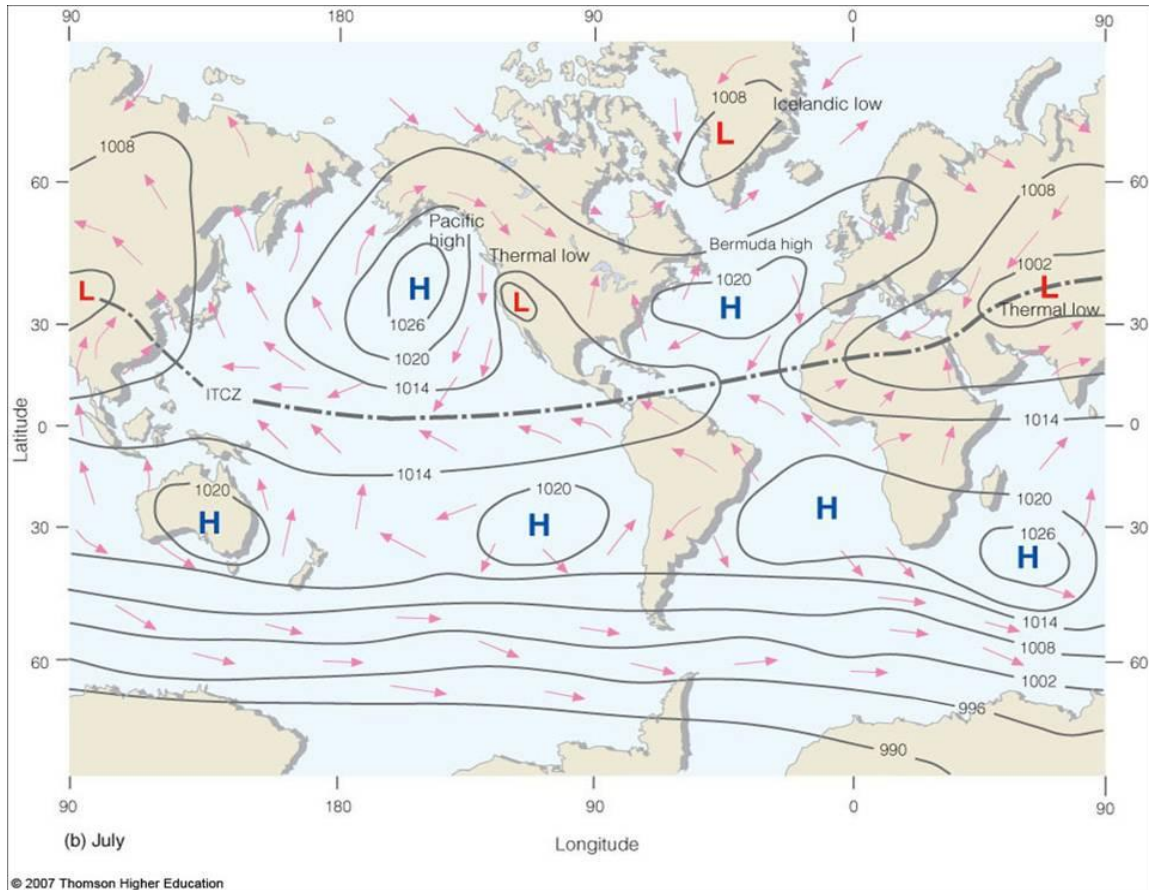 90
180
90
0
90
1008
Icelandic low
L
1008
60
60
1008
Pacific
high
Bermuda high
Thermal low
1020
1002
L
H
L
H
L
Thermal low
30
30
1026
1020
1014
ITCZ
Latitude
0
0
1014
1014
1020
1020
1020
H
H
H
30
30
1026
H
1014
1008
60
60
1002
996
990
90
180
90
0
90
(b) July
Longitude
© 2007 Thomson Higher Education